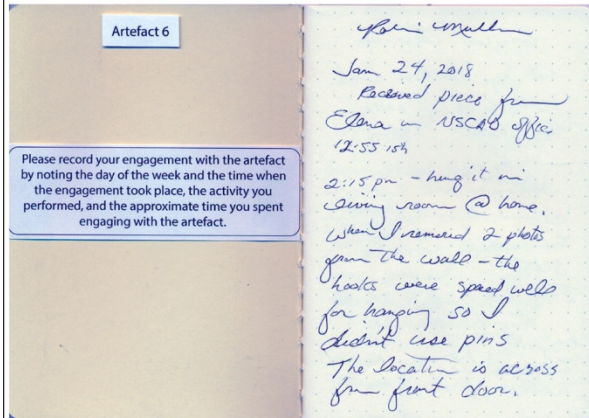 Artefact 6
Please record your engagement with the artefact
by noting the day of the week and the time when
the engagement took place, the activity you
performed, and the approximate time you spent
engaging with the artefact.
Jan 24, 2018
Received piece from
Elena in NSCAD office
12:55 ish
2:15 pm - hung it in
living room @ home.
when I removed 2 photos
from the wall - the
hooks were spaced well
for hanging so I
didn't use pins
The location is across
from front door.